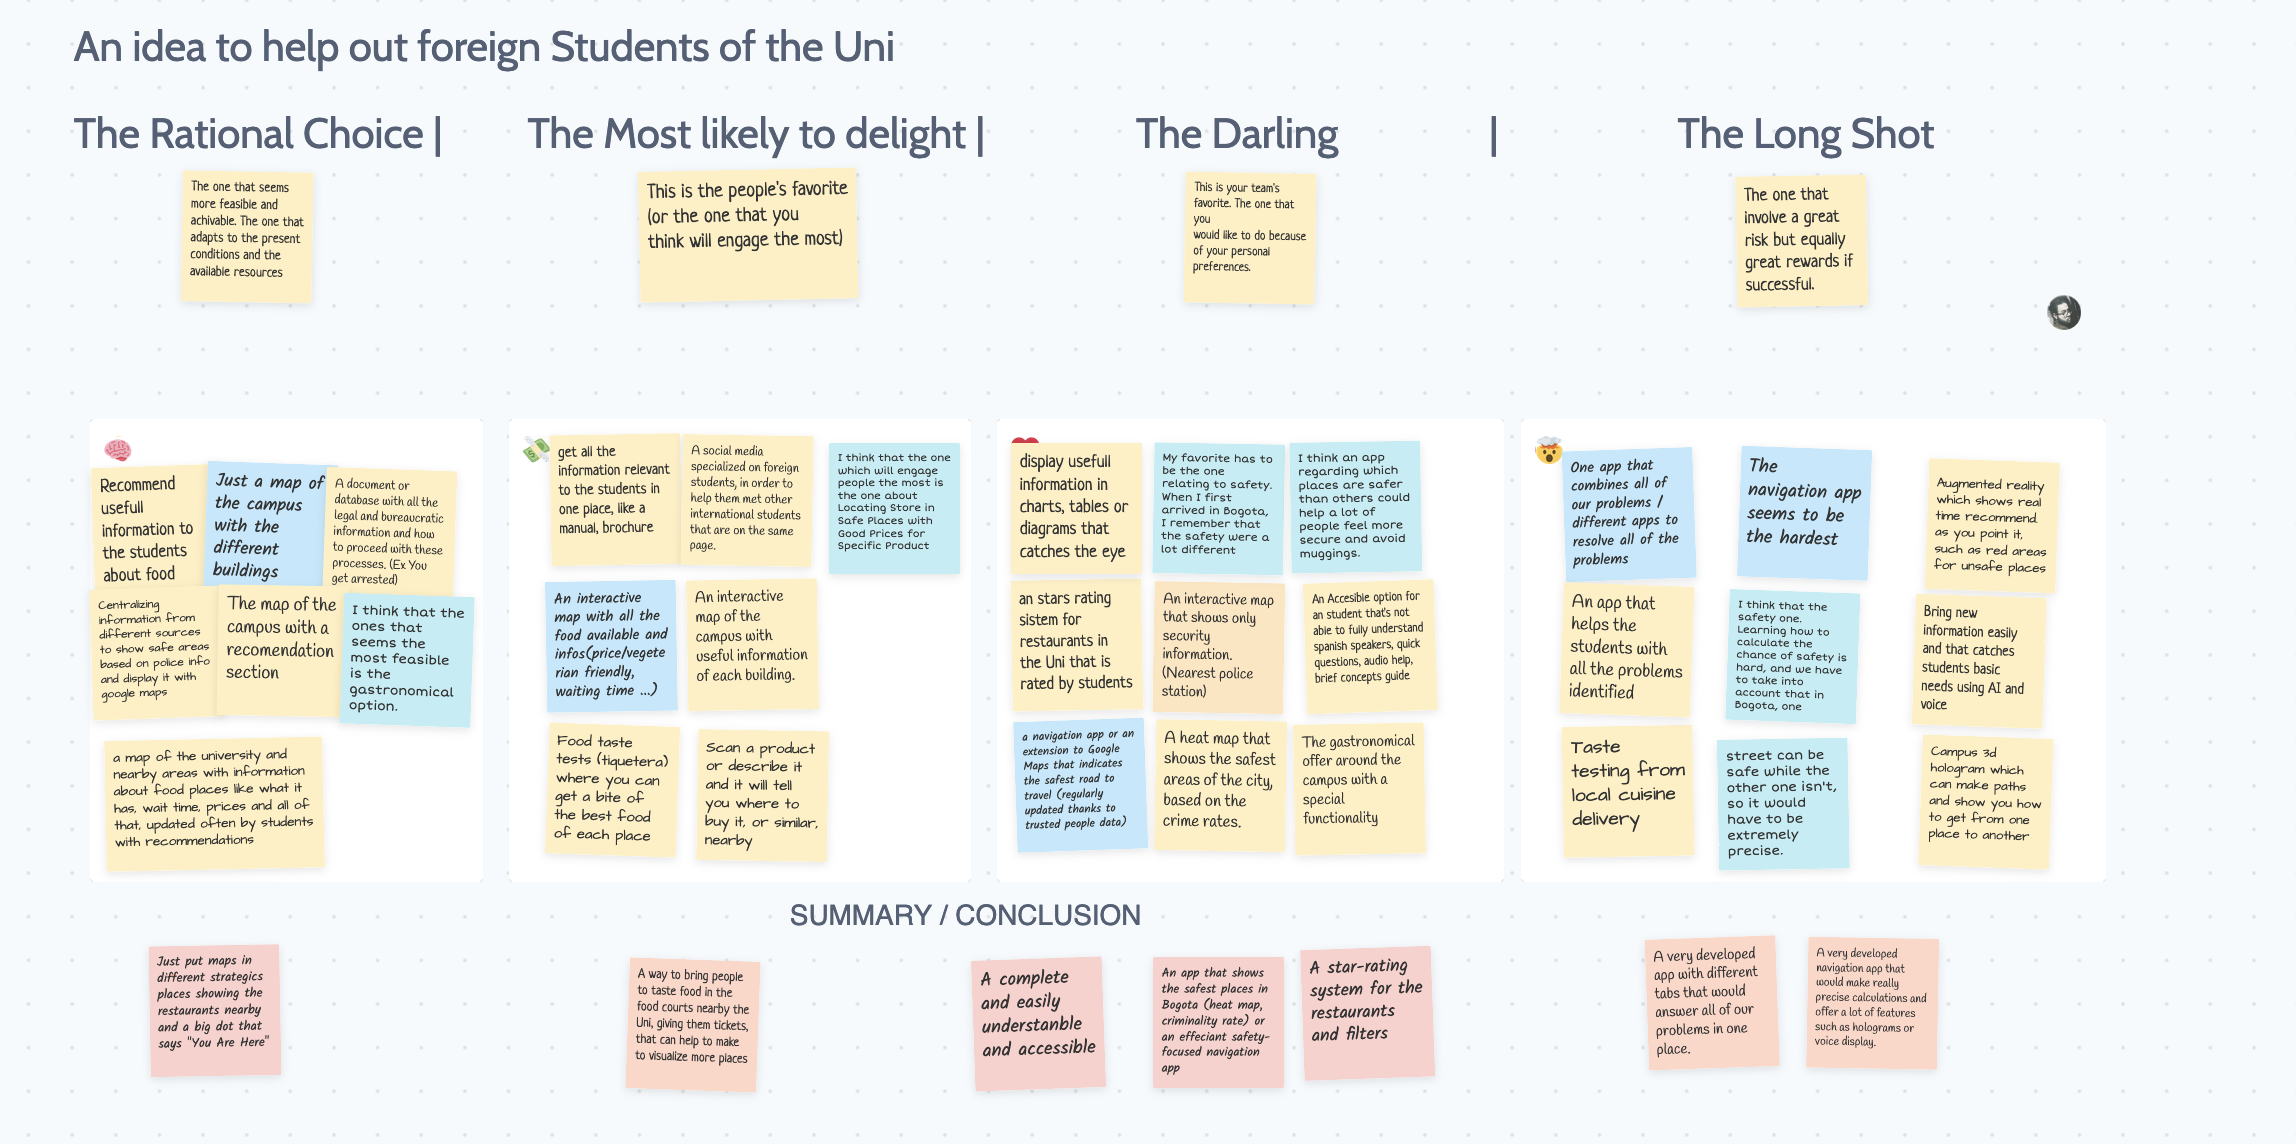 An idea to help out foreign Students of the Uni
The Rational Choice |
The Most likely to delight |
The Darling |
The Long Shot
The one that seems
more feasible and
achivable. The one that
adapts to the present
conditions and the
available resources
This is the people's favorite
(or the one that you
think will engage the most)
This is your team's
favorite. The one that
you
would like to do because
of your personal
preferences.
The one that
involve a great
risk but equally
great rewards if
successful.
Recommend
usefull
information to
the students
about food
Just a map of
the campus
with the
different
buildings
A document or
database with all the
legal and bureaucratic
information and how
to proceed with these
processes. (Ex You
get arrested)
Centralizing
information from
different sources
to show safe areas
based on police info
and display it with
google maps
The map of the
campus with a
recomendation
section
I think that the
ones that
seems the
most feasible
is the
gastronomical
option.
a map of the university and
nearby areas with information
about food places like what it
has, wait time, prices and all of
that, updated often by students
with recommendations
get all the
information relevant
to the students in
one place, like a
manual, brochure
A social media
specialized on foreign
students, in order to
help them met other
international students
that are on the same
page.
I think that the one
which will engage
people the most is
the one about
Locating Store in
Safe Places with
Good Prices for
Specific Product
An interactive
map with all the
food available and
infos(price/vegete
rian friendly,
waiting time ...)
An interactive
map of the
campus with
useful information
of each building.
Food taste
tests (tiquetera)
where you can
get a bite of
the best food
of each place
Scan a product
or describe it
and it will tell
you where to
buy it, or similar,
nearby
display usefull
information in
charts, tables or
diagrams that
catches the eye
My favorite has to
be the one
relating to safety.
When I first
arrived in Bogota,
I remember that
the safety were a
lot different
I think an app
regarding which
places are safer
than others could
help a lot of
people feel more
secure and avoid
muggings.
an stars rating
sistem for
restaurants in
the Uni that is
rated by students
An interactive map
that shows only
security
information.
(Nearest police
station)
An Accesible option for
an student that's not
able to fully understand
spanish speakers, quick
questions, audio help,
brief concepts guide
a navigation app or an
extension to Google
Maps that indicates
the safest road to
travel (regularly
updated thanks to
trusted people data)
A heat map that
shows the safest
areas of the city,
based on the
crime rates.
The gastronomical
offer around the
campus with a
special
functionality
One app that
combines all of
our problems /
different apps to
resolve all of the
problems
The
navigation app
seems to be
the hardest
Augmented reality
which shows real
time recommend.
as you point it,
such as red areas
for unsafe places
An app that
helps the
students with
all the problems
identified
I think that the
safety one.
Learning how to
calculate the
chance of safety is
hard, and we have
to take into
account that in
Bogota, one
Bring new
information easily
and that catches
students basic
needs using AI and
voice
Taste
testing from
local cuisine
delivery
street can be
safe while the
other one isn't,
so it would
have to be
extremely
precise.
Campus 3d
hologram which
can make paths
and show you how
to get from one
place to another
SUMMARY / CONCLUSION
Just put maps in
different strategics
places showing the
restaurants nearby
and a big dot that
says "You Are Here"
A way to bring people
to taste food in the
food courts nearby the
Uni, giving them tickets,
that can help to make
to visualize more places
A complete
and easily
understanble
and accessible
An app that shows
the safest places in
Bogota (heat map,
criminality rate) or
an effeciant safety-
focused navigation
app
A star-rating
system for the
restaurants
and filters
A very developed
app with different
tabs that would
answer all of our
problems in one
place.
A very developed
navigation app that
would make really
precise calculations and
offer a lot of features
such as holograms or
voice display.